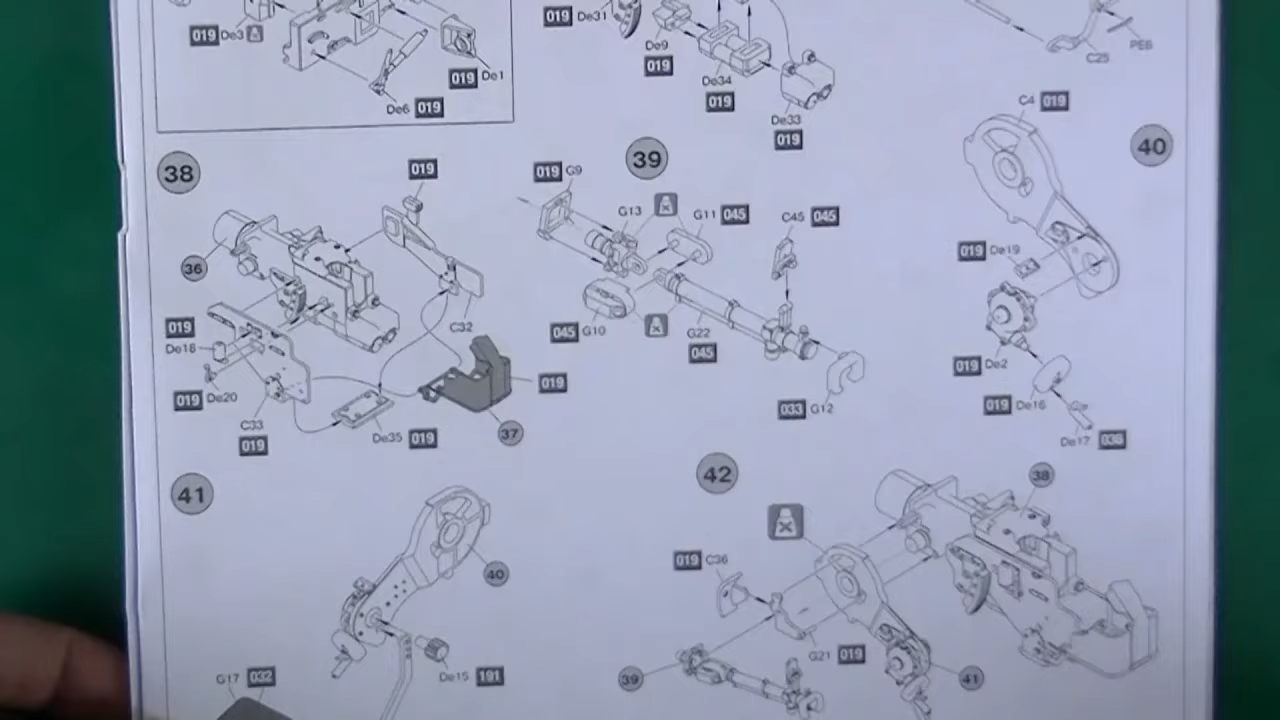 019 De3
De6 019
019 De1
019 De31
De9
019
De34
019
De33
019
PE6
C25
38
019
36
019
De18
019 De20
C33
019
C32
De35 019
019
37
39
019 G9
G13
G11 045
C45 045
045 G10
G22
045
033 G12
40
C4 019
019 De19
019 De2
019 De16
De17 038
41
40
De15 191
G17 032
42
38
019 C36
G21 019
39
41